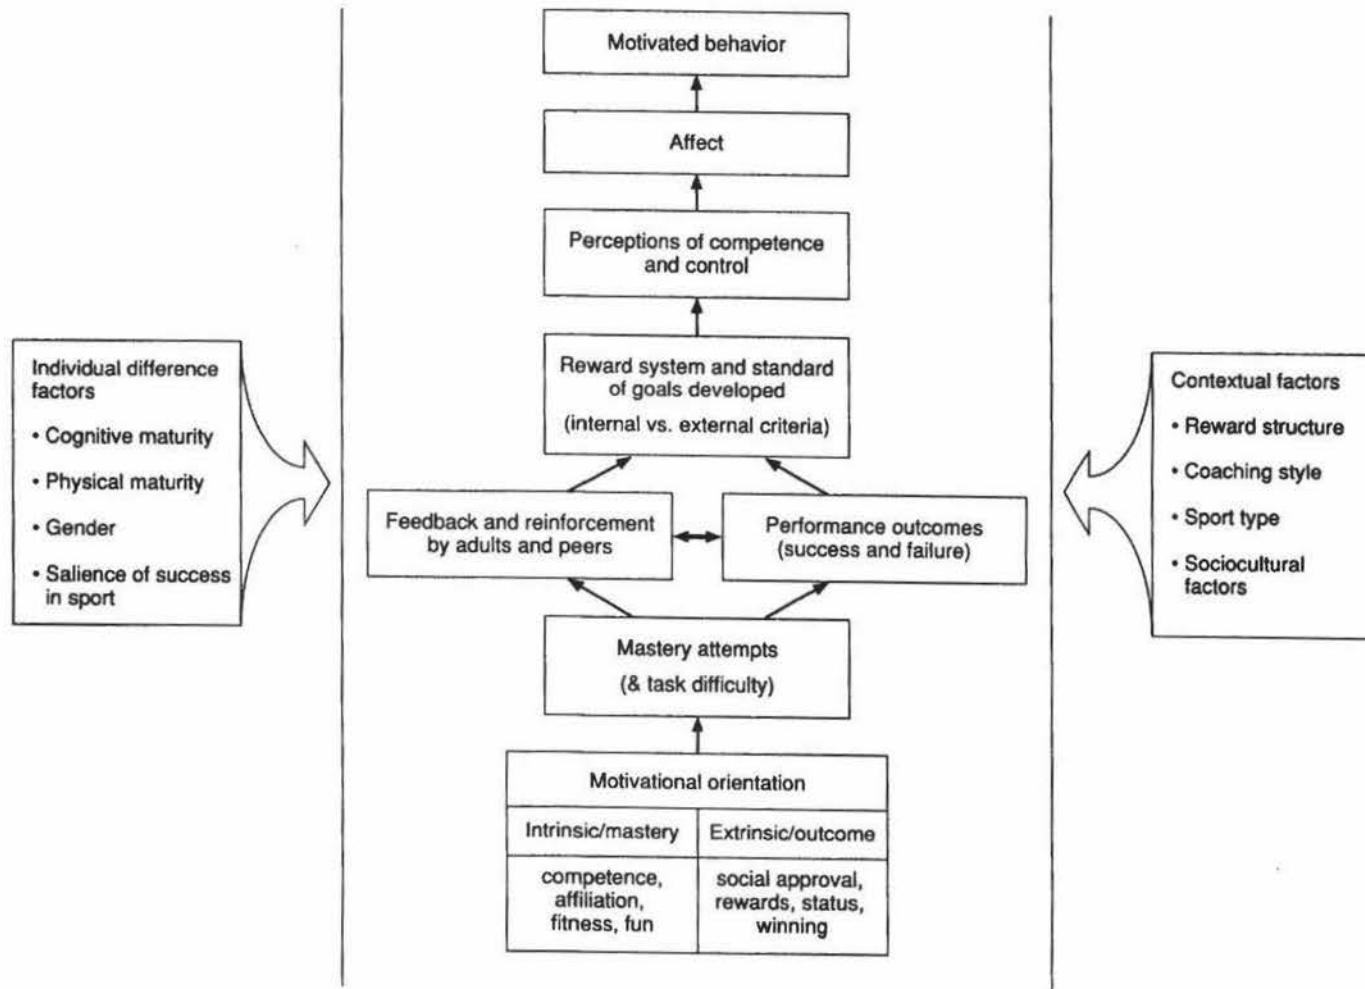 Motivated behavior
Affect
Perceptions of competence
and control
Reward system and standard
of goals developed
(internal vs. external criteria)
Individual difference
factors
• Cognitive maturity
• Physical maturity
• Gender
• Salience of success
in sport
Contextual factors
• Reward structure
• Coaching style
• Sport type
• Sociocultural
factors
Feedback and reinforcement
by adults and peers
Performance outcomes
(success and failure)
Mastery attempts
(& task difficulty)
Motivational orientation
Intrinsic/mastery
Extrinsic/outcome
competence,
affiliation,
fitness, fun
social approval,
rewards, status,
winning